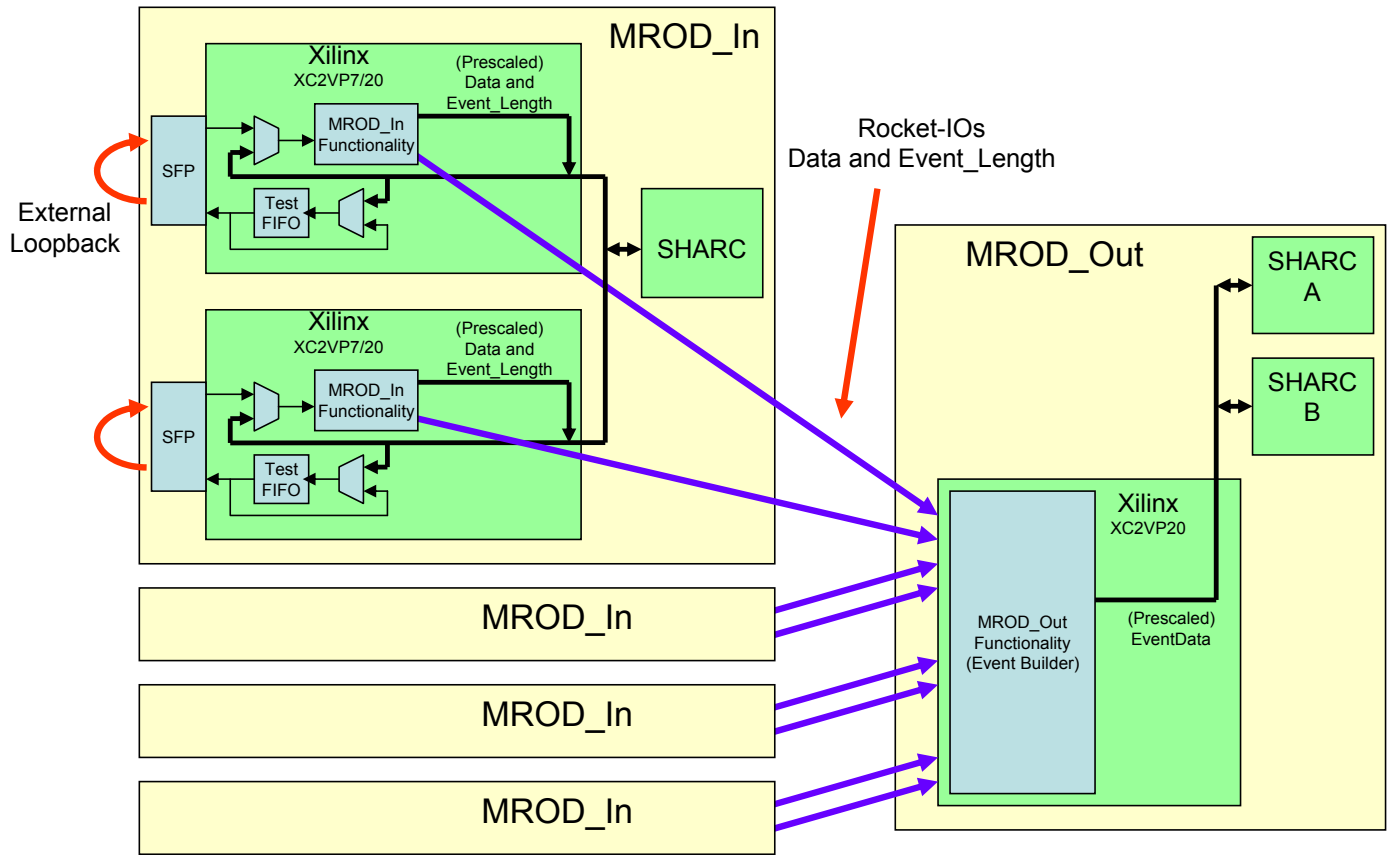 MROD_In
Xilinx
XC2VP7/20
(Prescaled)
Data and
Event_Length
MROD_In
Functionality
SFP
Test
FIFO
External
Loopback
SHARC
Xilinx
XC2VP7/20
(Prescaled)
Data and
Event_Length
MROD_In
Functionality
SFP
Test
FIFO
MROD_In
MROD_In
MROD_In
Rocket-IOs
Data and Event_Length
MROD_Out
SHARC
A
SHARC
B
Xilinx
XC2VP20
MROD_Out
Functionality
(Event Builder)
(Prescaled)
EventData